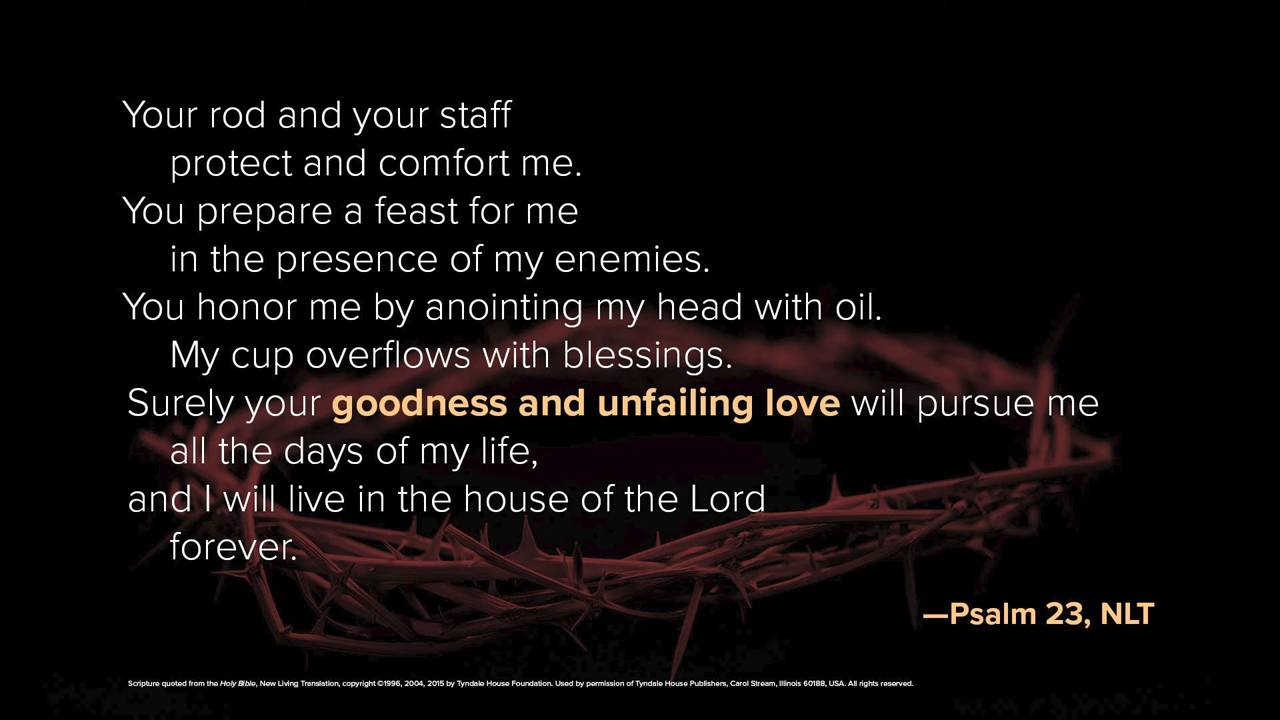 Your rod and your staff
protect and comfort me.
You prepare a feast for me
in the presence of my enemies.
You honor me by anointing my head with oil.
My cup overflows with blessings.
Surely your goodness and unfailing love will pursue me
all the days of my life,
and I will live in the house of the Lord
forever.
—Psalm 23, NLT
Scripture quoted from the Holy Bible, New Living Translation, copyright ©1996, 2004, 2015 by Tyndale House Foundation. Used by permission of Tyndale House Publishers, Carol Stream, Illinois 60188, USA. All rights reserved.